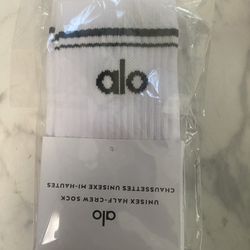 alo
alo
UNISEX HALF-CREW SOCK
CHAUSSETTES UNISEXE MI-HAUTES